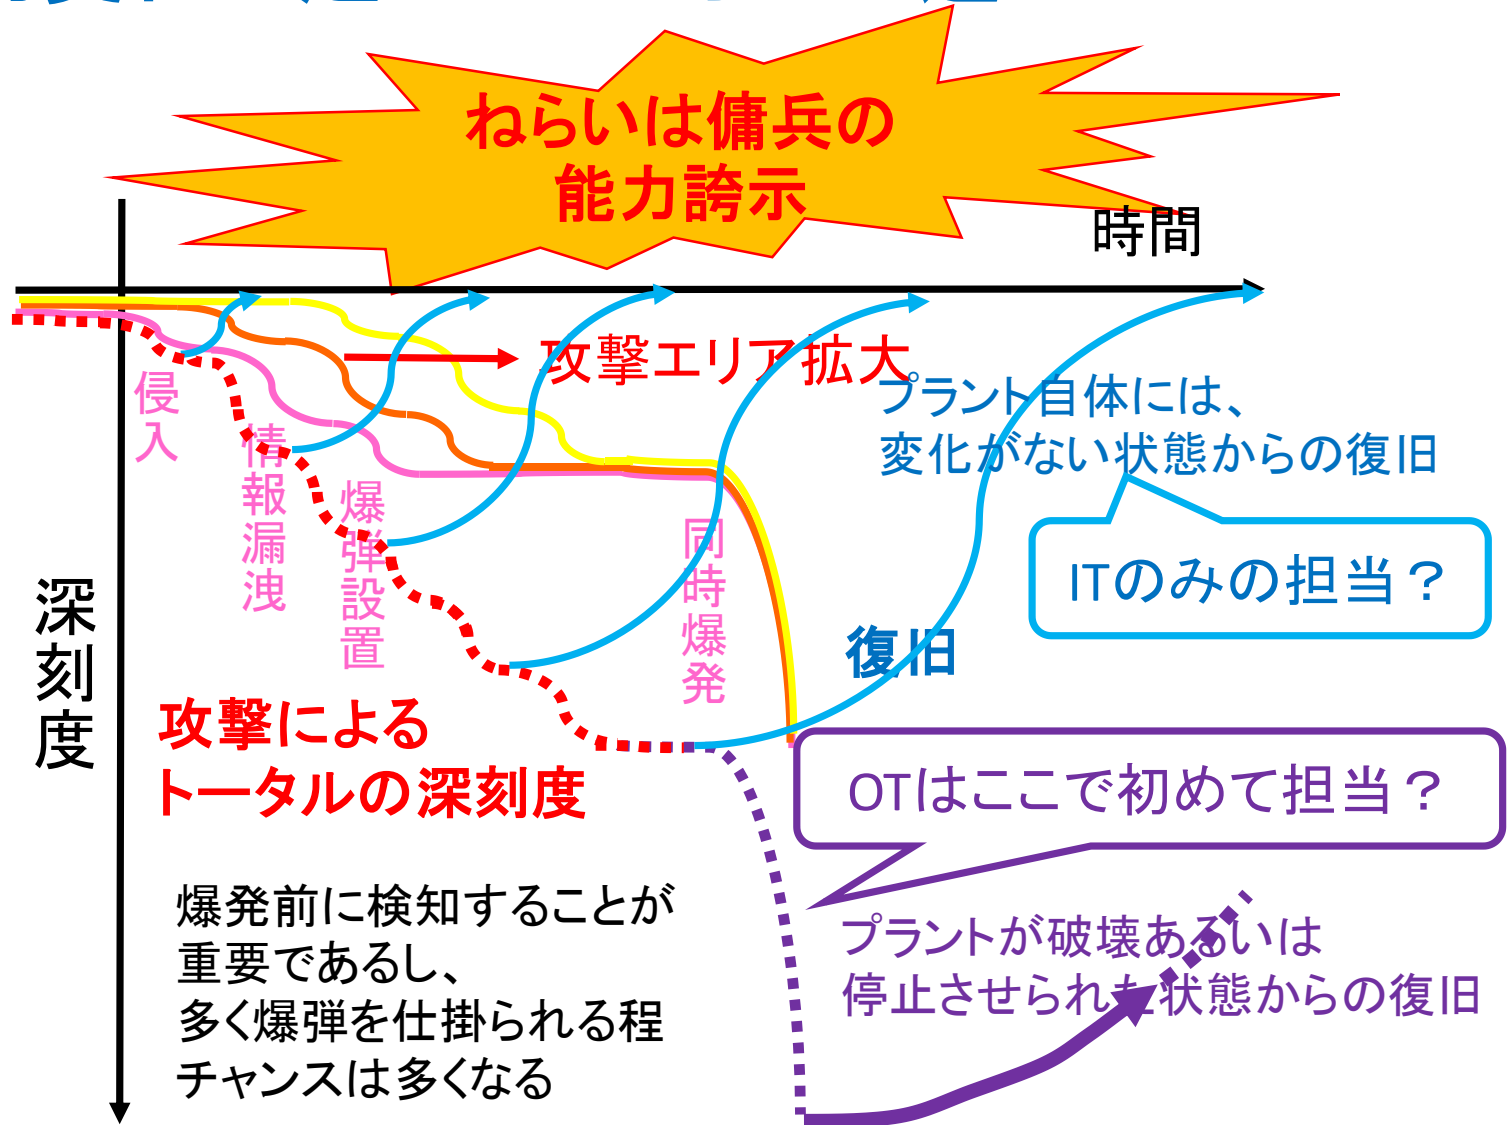 ねらいは傭兵の
能力誇示
時間
攻撃エリア拡大
プラント自体には、
変化がない状態からの復旧
侵入
情報漏洩
爆弾設置
同時爆発
ITのみの担当？
深刻度
復旧
攻撃による
トータルの深刻度
OTはここで初めて担当？
爆発前に検知することが
重要であるし、
多く爆弾を仕掛られる程
チャンスは多くなる
プラントが破壊あるいは
停止させられた状態からの復旧